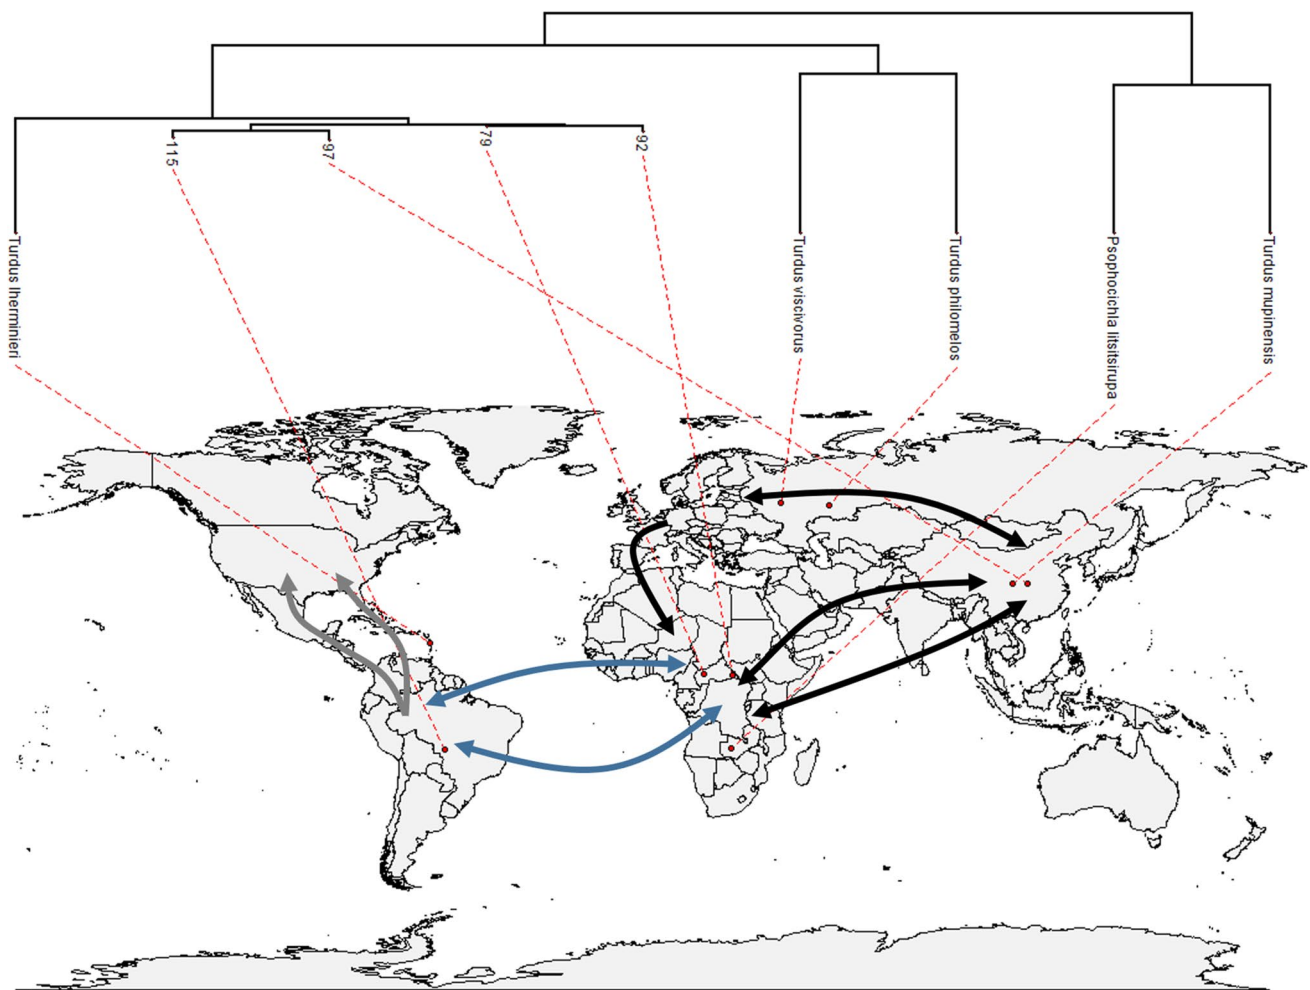 Turdus lherminieri
115
97
79
92
Turdus viscivorus
Turdus philomelos
Psophocichla litsitsirupa
Turdus mupinensis